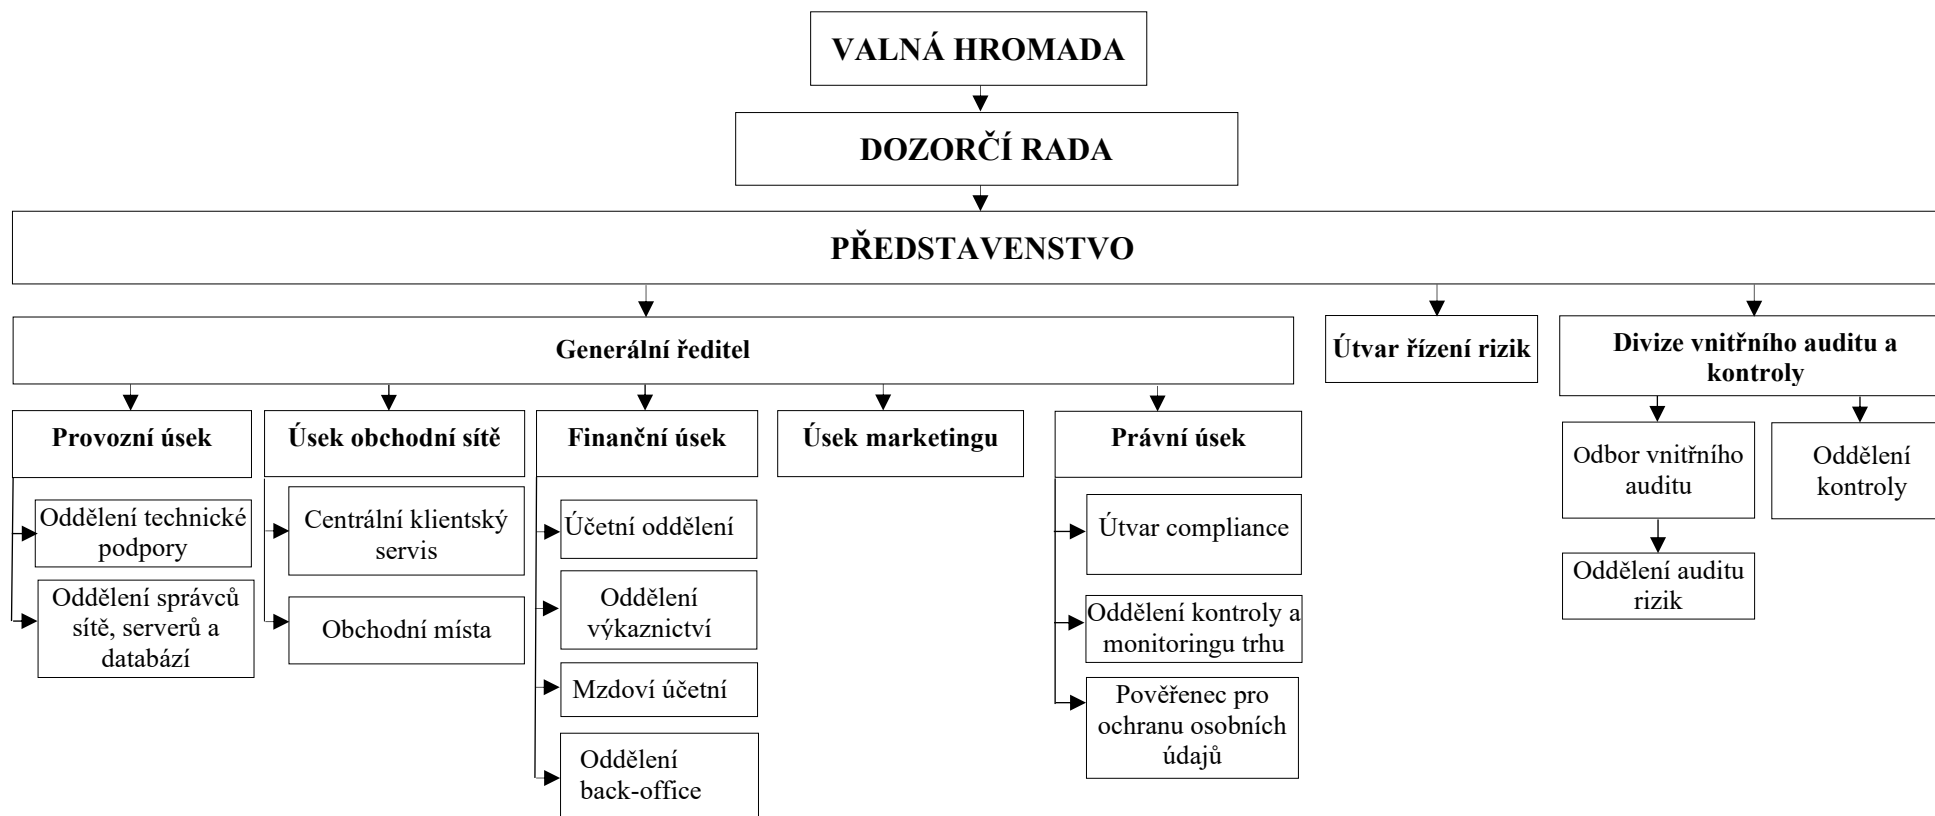 VALNÁ HROMADA
DOZORČÍ RADA
PŘEDSTAVENSTVO
Generální ředitel
Útvar řízení rizik
Divize vnitřního auditu a
kontroly
Provozní úsek
Úsek obchodní sítě
Finanční úsek
Úsek marketingu
Právní úsek
Oddělení technické
podpory
Oddělení správců
sítě, serverů a
databází
Centrální klientský
servis
Obchodní místa
Účetní oddělení
Oddělení
výkaznictví
Mzdoví účetní
Oddělení
back-office
Útvar compliance
Oddělení kontroly a
monitoringu trhu
Pověřenec pro
ochranu osobních
údajů
Odbor vnitřního
auditu
Oddělení auditu
rizik
Oddělení
kontroly